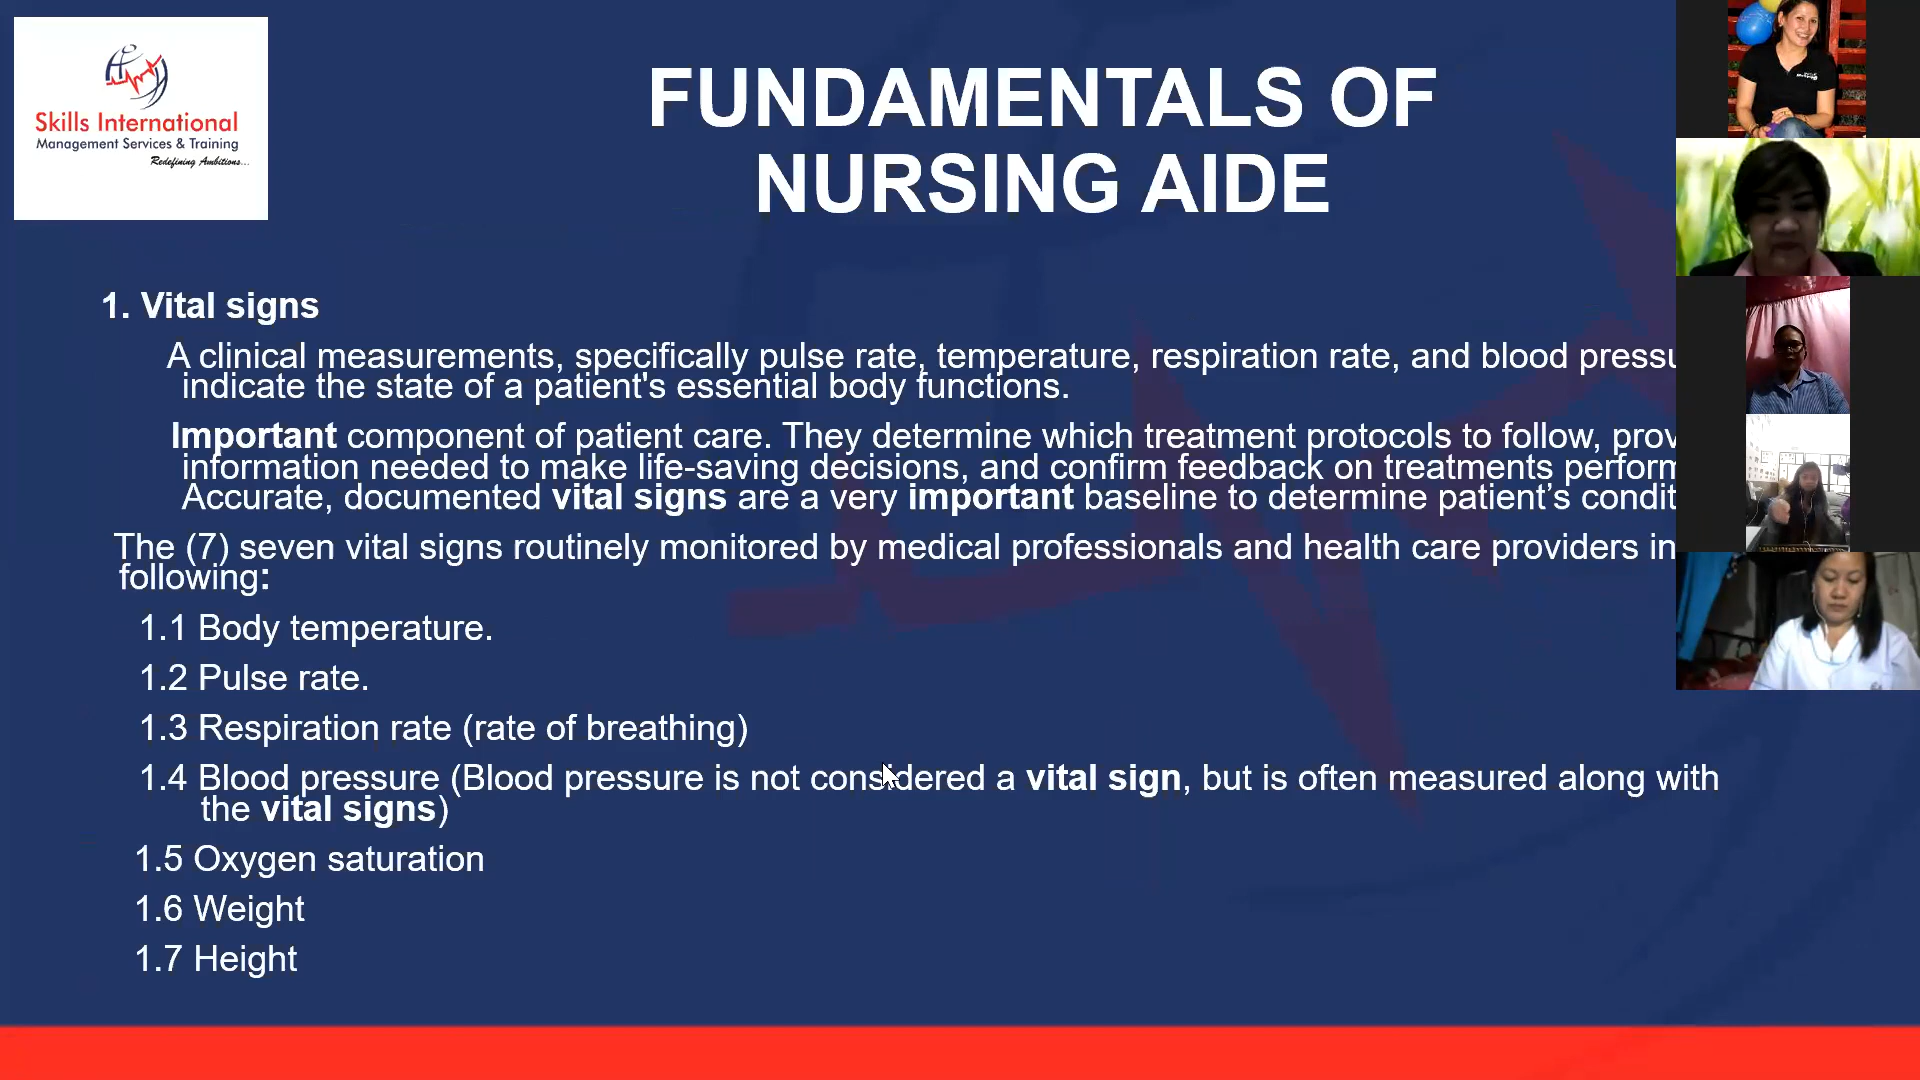 Skills International
Management Services & Training
Redefining Ambitions...
FUNDAMENTALS OF
NURSING AIDE
1. Vital signs
A clinical measurements, specifically pulse rate, temperature, respiration rate, and blood pressu
indicate the state of a patient's essential body functions.
Important component of patient care. They determine which treatment protocols to follow, prov
information needed to make life-saving decisions, and confirm feedback on treatments perform
Accurate, documented vital signs are a very important baseline to determine patient’s condit
The (7) seven vital signs routinely monitored by medical professionals and health care providers in
following:
1.1 Body temperature.
1.2 Pulse rate.
1.3 Respiration rate (rate of breathing)
1.4 Blood pressure (Blood pressure is not considered a vital sign, but is often measured along with
the vital signs)
1.5 Oxygen saturation
1.6 Weight
1.7 Height